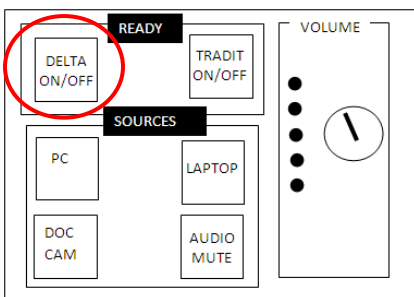 READY
VOLUME
DELTA
ON/OFF
TRADIT
ON/OFF
SOURCES
PC
LAPTOP
DOC
CAM
AUDIO
MUTE